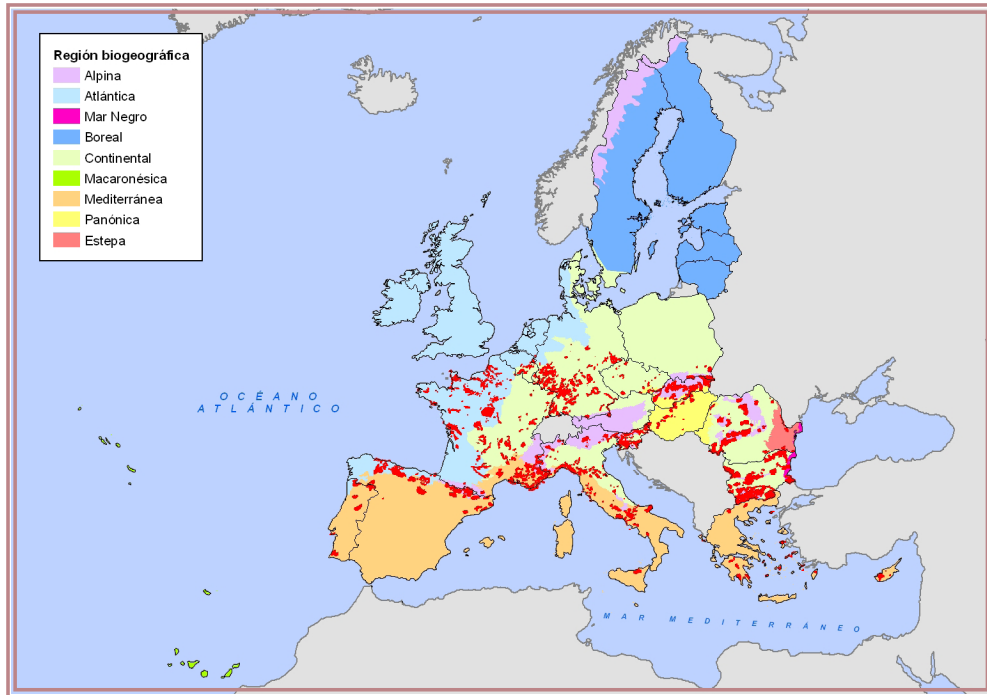 Región biogeográfica
Alpina
Atlántica
Mar Negro
Boreal
Continental
Macaronésica
Mediterránea
Panónica
Estepa
OCÉANO
ATLÁNTICO
MAR MEDITERRÁNEO